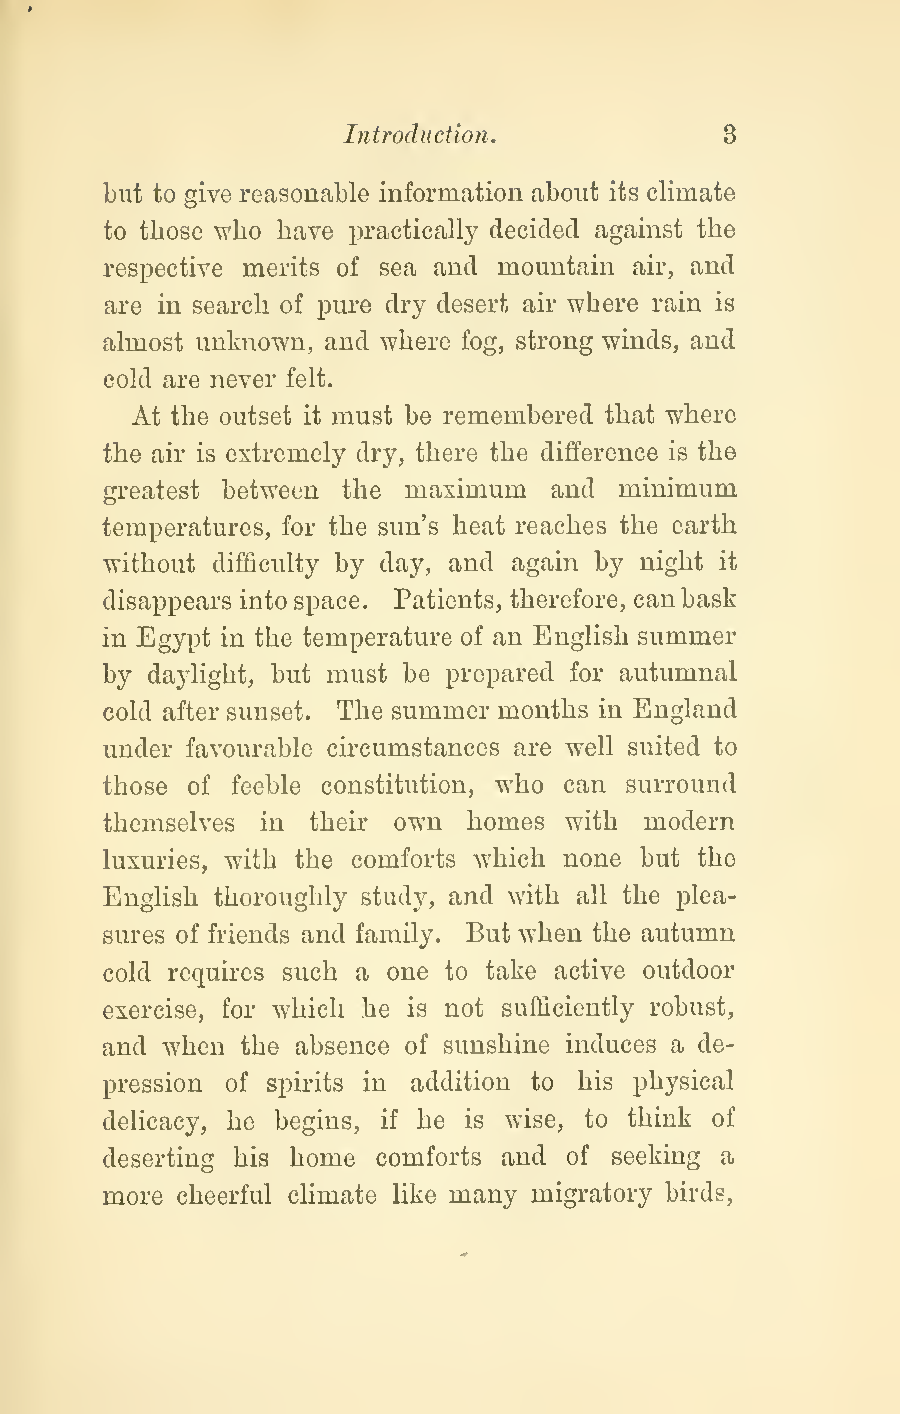 Introduction. 3
but to give reasonable information about its climate
to those who have practically decided against the
respective merits of sea and mountain air, and
are in search of pure dry desert air where rain is
almost unknown, and where fog, strong winds, and
cold are never felt.
At the outset it must be remembered that where
the air is extremely dry, there the difference is the
greatest between the maximum and minimum
temperatures, for the sun's heat reaches the earth
without difficulty by day, and again by night it
disappears into space. Patients, therefore, can bask
in Egypt in the temperature of an English summer
by daylight, but must be prepared for autumnal
cold after sunset. The summer months in England
under favourable circumstances are well suited to
those of feeble constitution, who can surround
themselves in their own homes with modern
luxuries, with the comforts which none but the
English thoroughly study, and with all the plea-
sures of friends and family. But when the autumn
cold requires such a one to take active outdoor
exercise, for which he is not sufficiently robust,
and when the absence of sunshine induces a de-
pression of spirits in addition to his physical
delicacy, he begins, if he is wise, to think of
deserting his home comforts and of seeking a
more cheerful climate like many migratory birds,